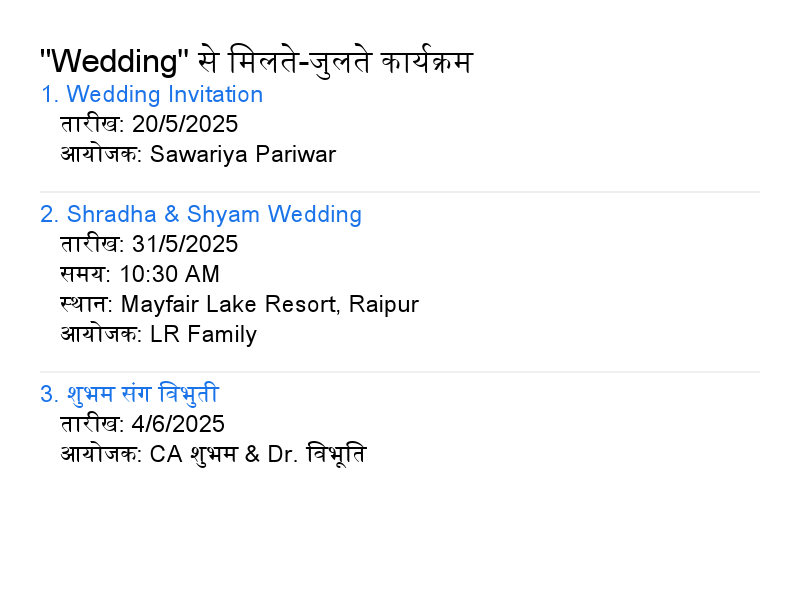 "Wedding" से मिलते-जुलते कार्यक्रम
1. Wedding Invitation
तारीख: 20/5/2025
आयोजक: Sawariya Pariwar
2. Shradha & Shyam Wedding
तारीख: 31/5/2025
समय: 10:30 AM
स्थान: Mayfair Lake Resort, Raipur
आयोजक: LR Family
3. शुभम संग विभुती
तारीख: 4/6/2025
आयोजक: CA शुभम & Dr. विभूति